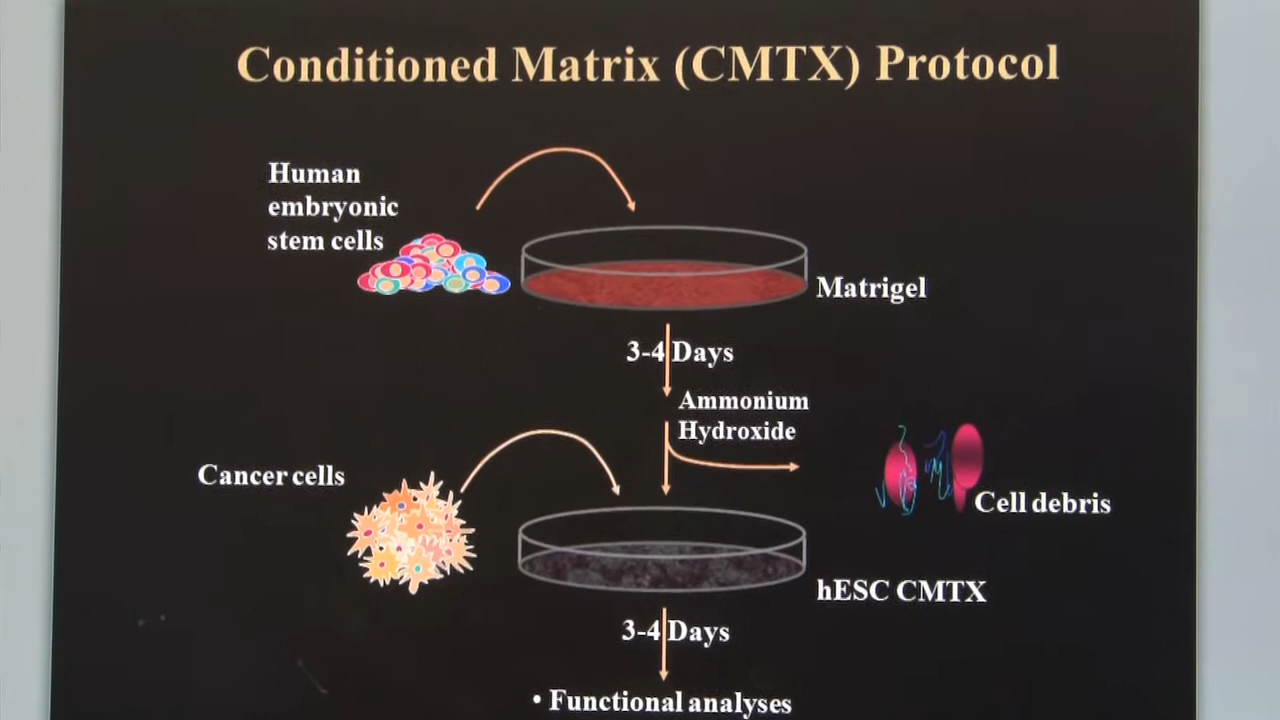 Conditioned Matrix (CMTX) Protocol
Human
embryonic
stem cells
Matrigel
3-4 Days
Ammonium
Hydroxide
Cancer cells
Cell debris
hESC CMTX
3-4 Days
• Functional analyses